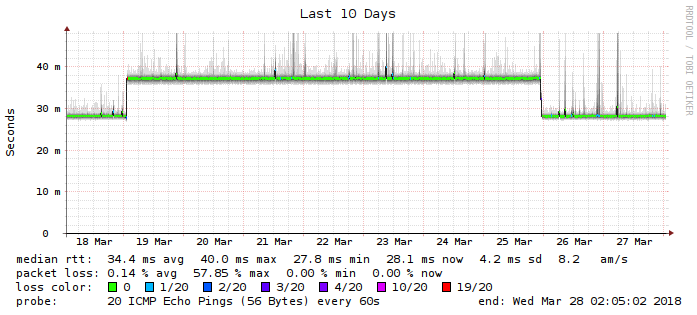 Last 10 Days
RRDTOOL / TOBI OETIKER
Seconds
40 m
30 m
20 m
10 m
0
18 Mar 19 Mar 20 Mar 21 Mar 22 Mar 23 Mar 24 Mar 25 Mar 26 Mar 27 Mar
median rtt: 34.4 ms avg 40.0 ms max 27.8 ms min 28.1 ms now 4.2 ms sd 8.2 am/s
packet loss: 0.14 % avg 57.85 % max 0.00 % min 0.00 % now
loss color: 0 1/20 2/20 3/20 4/20 10/20 19/20
probe: 20 ICMP Echo Pings (56 Bytes) every 60s end: Wed Mar 28 02:05:02 2018